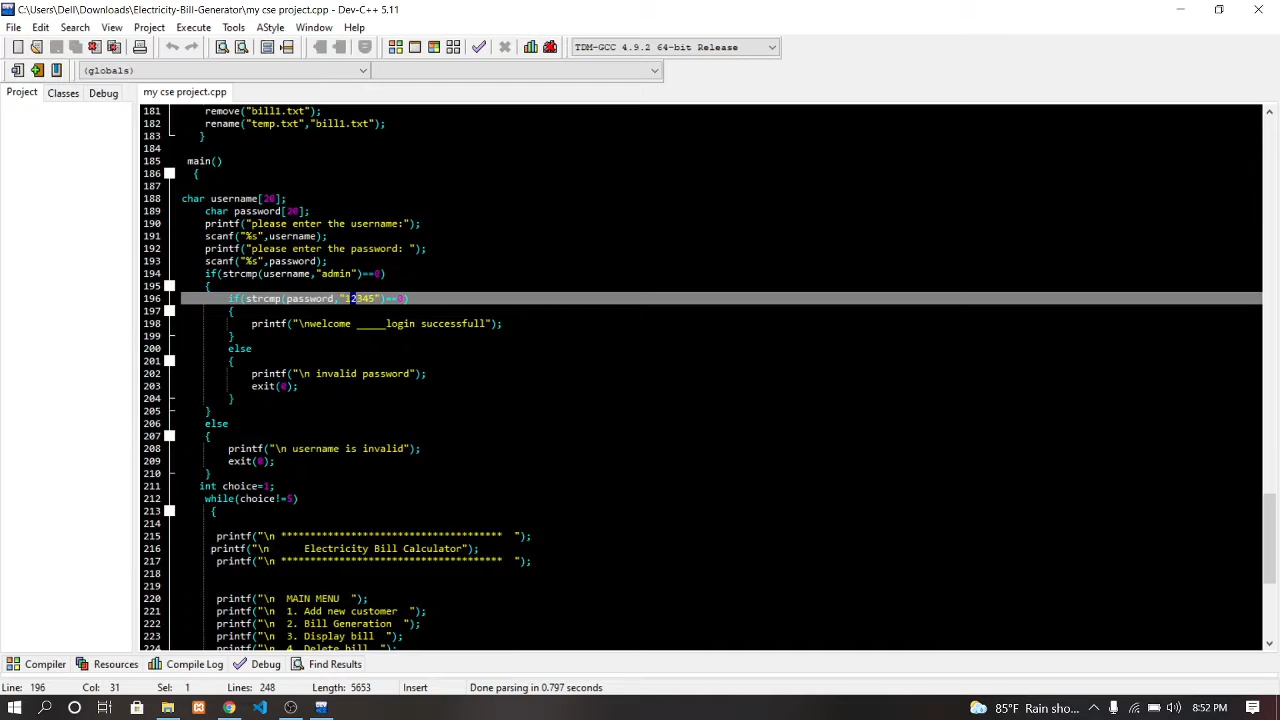 C:\Users\Dell\Downloads\Electricity-Bill-Generator\my cse project.cpp - Dev-C++ 5.11
File Edit Search View Project Execute Tools AStyle Window Help
TDM-GCC 4.9.2 64-bit Release
(globals)
Project Classes Debug my cse project.cpp
181 remove("bill1.txt");
182 rename("temp.txt","bill1.txt");
183 }
184
185 main()
186 {
187
188 char username[20];
189 char password[20];
190 printf("please enter the username:");
191 scanf("%s",username);
192 printf("please enter the password: ");
193 scanf("%s",password);
194 if(strcmp(username,"admin")==0)
195 {
196 if(strcmp(password,"12345")==0)
197 {
198 printf("\nwelcome _____login successfull");
199 }
200 else
201 {
202 printf("\n invalid password");
203 exit(0);
204 }
205 }
206 else
207 {
208 printf("\n username is invalid");
209 exit(0);
210 }
211 int choice=1;
212 while(choice!=5)
213 {
214
215 printf("\n ************************************** ");
216 printf("\n      Electricity Bill Calculator");
217 printf("\n ************************************** ");
218
219
220 printf("\n  MAIN MENU  ");
221 printf("\n  1. Add new customer  ");
222 printf("\n  2. Bill Generation  ");
223 printf("\n  3. Display bill  ");
224 printf("\n  4. Delete bill  ");
Compiler Resources Compile Log Debug Find Results
Line: 196 Col: 31 Sel: 1 Lines: 248 Length: 5653 Insert Done parsing in 0.797 seconds
85°F Rain sho... 8:52 PM